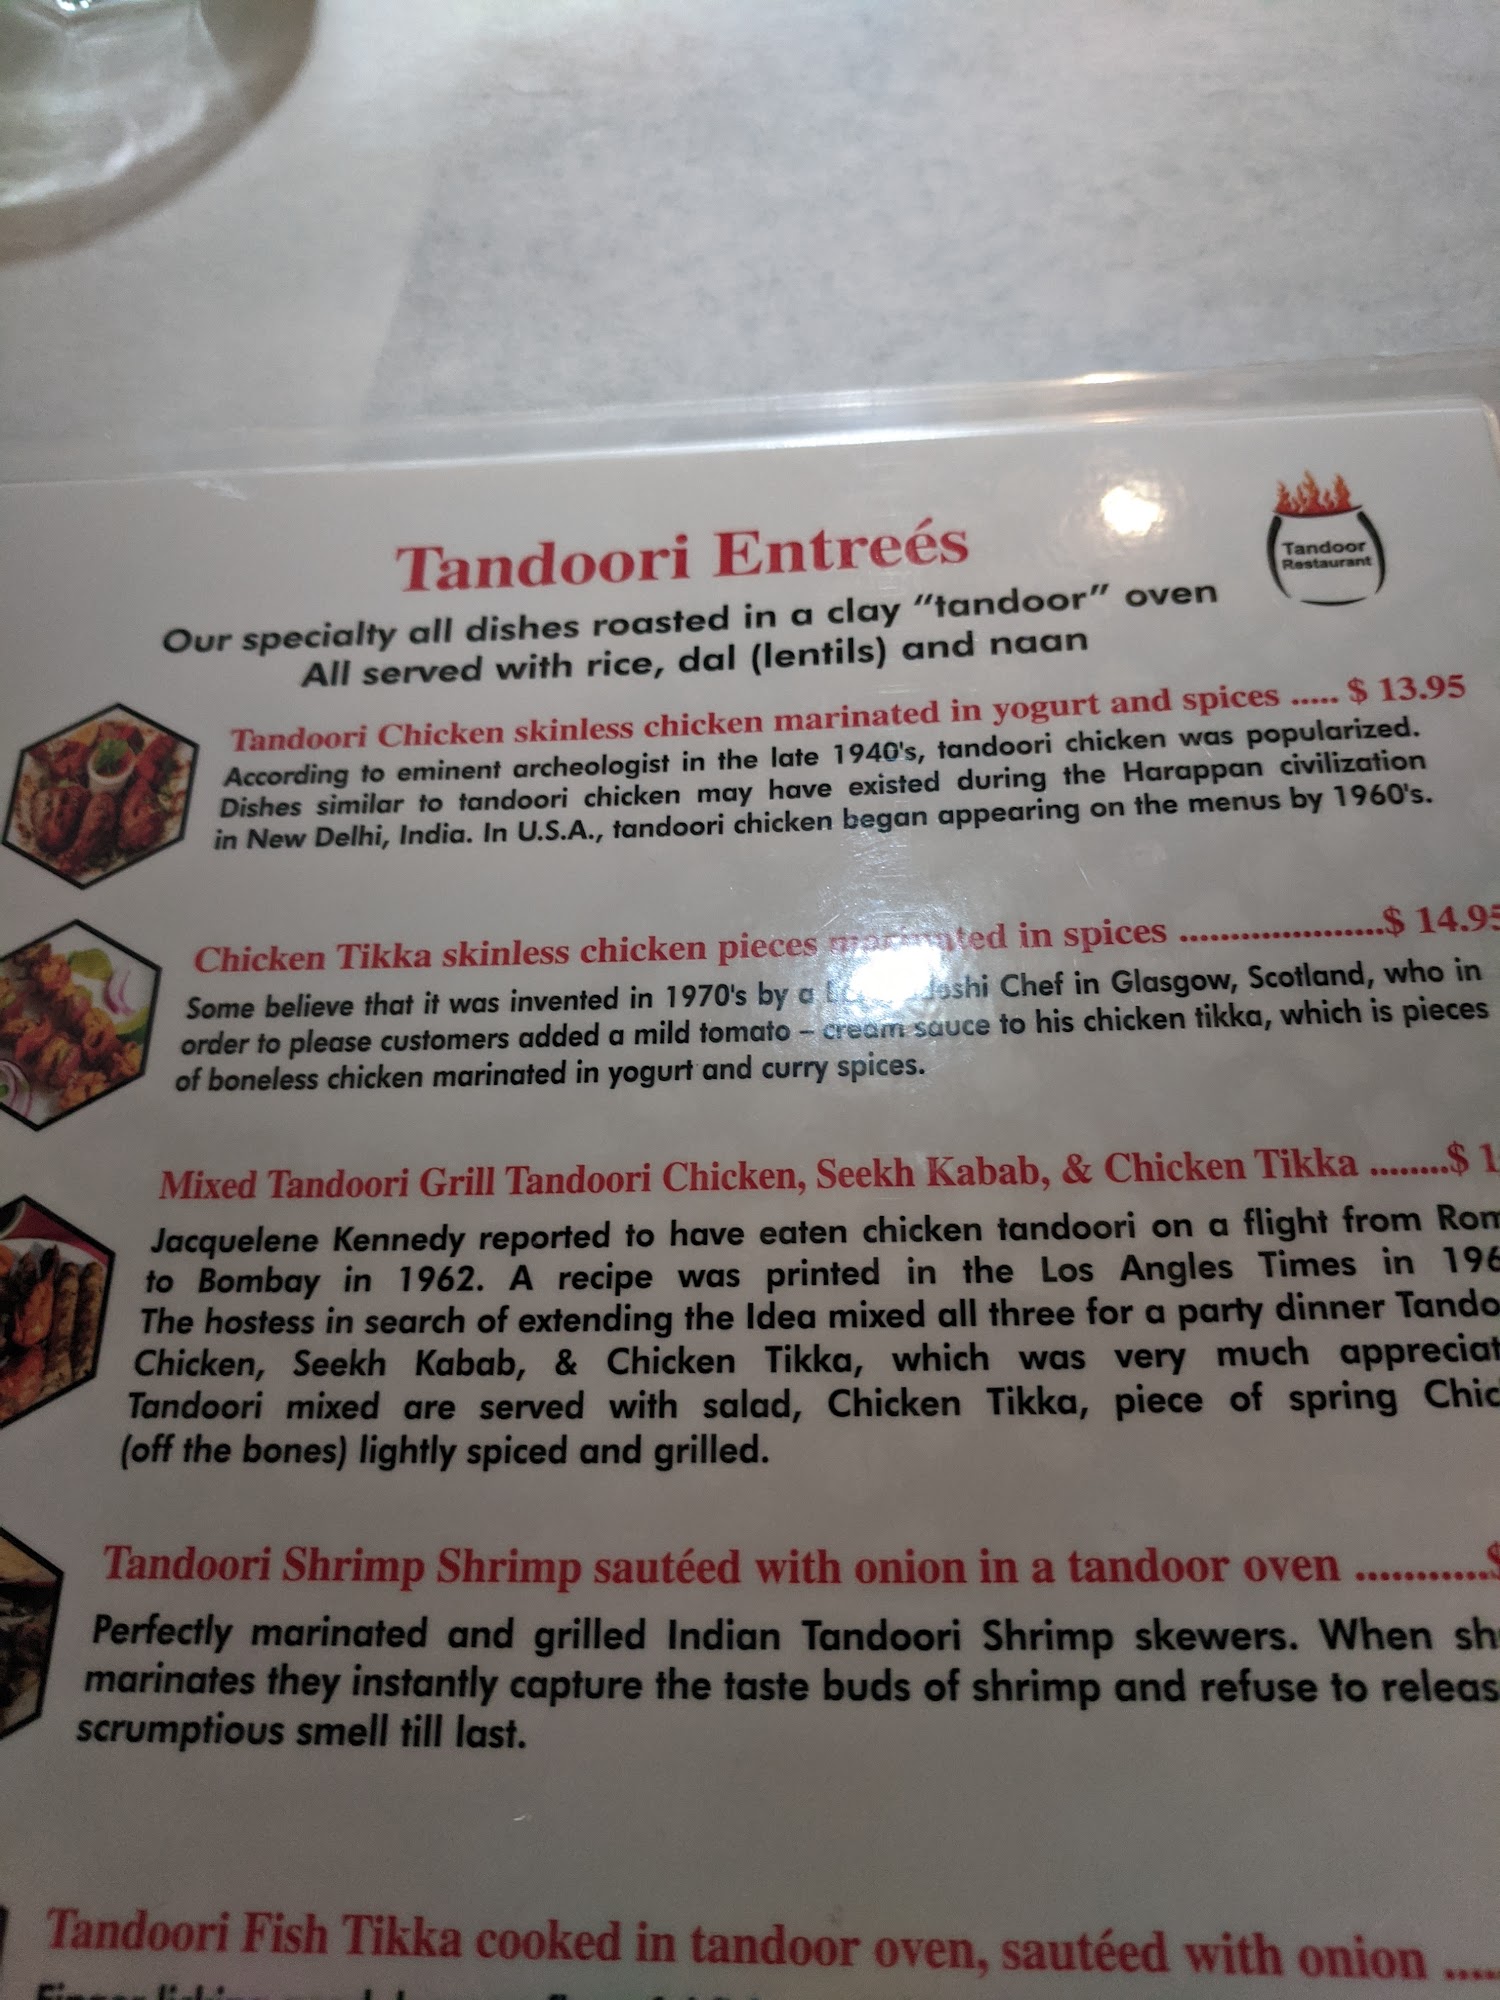 Tandoori Entreés
Tandoor
Restaurant
Our specialty all dishes roasted in a clay “tandoor” oven
All served with rice, dal (lentils) and naan
Tandoori Chicken skinless chicken marinated in yogurt and spices ..... $ 13.95
According to eminent archeologist in the late 1940's, tandoori chicken was popularized.
Dishes similar to tandoori chicken may have existed during the Harappan civilization
in New Delhi, India. In U.S.A., tandoori chicken began appearing on the menus by 1960's.
Chicken Tikka skinless chicken pieces marinated in spices ....................$ 14.95
Some believe that it was invented in 1970's by a Chef in Glasgow, Scotland, who in
order to please customers added a mild tomato – cream sauce to his chicken tikka, which is pieces
of boneless chicken marinated in yogurt and curry spices.
Mixed Tandoori Grill Tandoori Chicken, Seekh Kabab, & Chicken Tikka ........$ 1
Jacquelene Kennedy reported to have eaten chicken tandoori on a flight from
to Bombay in 1962. A recipe was printed in the Los Angles Times in 196
The hostess in search of extending the Idea mixed all three for a party dinner
Chicken, Seekh Kabab, & Chicken Tikka, which was very much
Tandoori mixed are served with salad, Chicken Tikka, piece of spring
(off the bones) lightly spiced and grilled.
Tandoori Shrimp Shrimp sautéed with onion in a tandoor oven ...........$
Perfectly marinated and grilled Indian Tandoori Shrimp skewers. When
marinates they instantly capture the taste buds of shrimp and refuse to
scrumptious smell till last.
Tandoori Fish Tikka cooked in tandoor oven, sautéed with onion .....